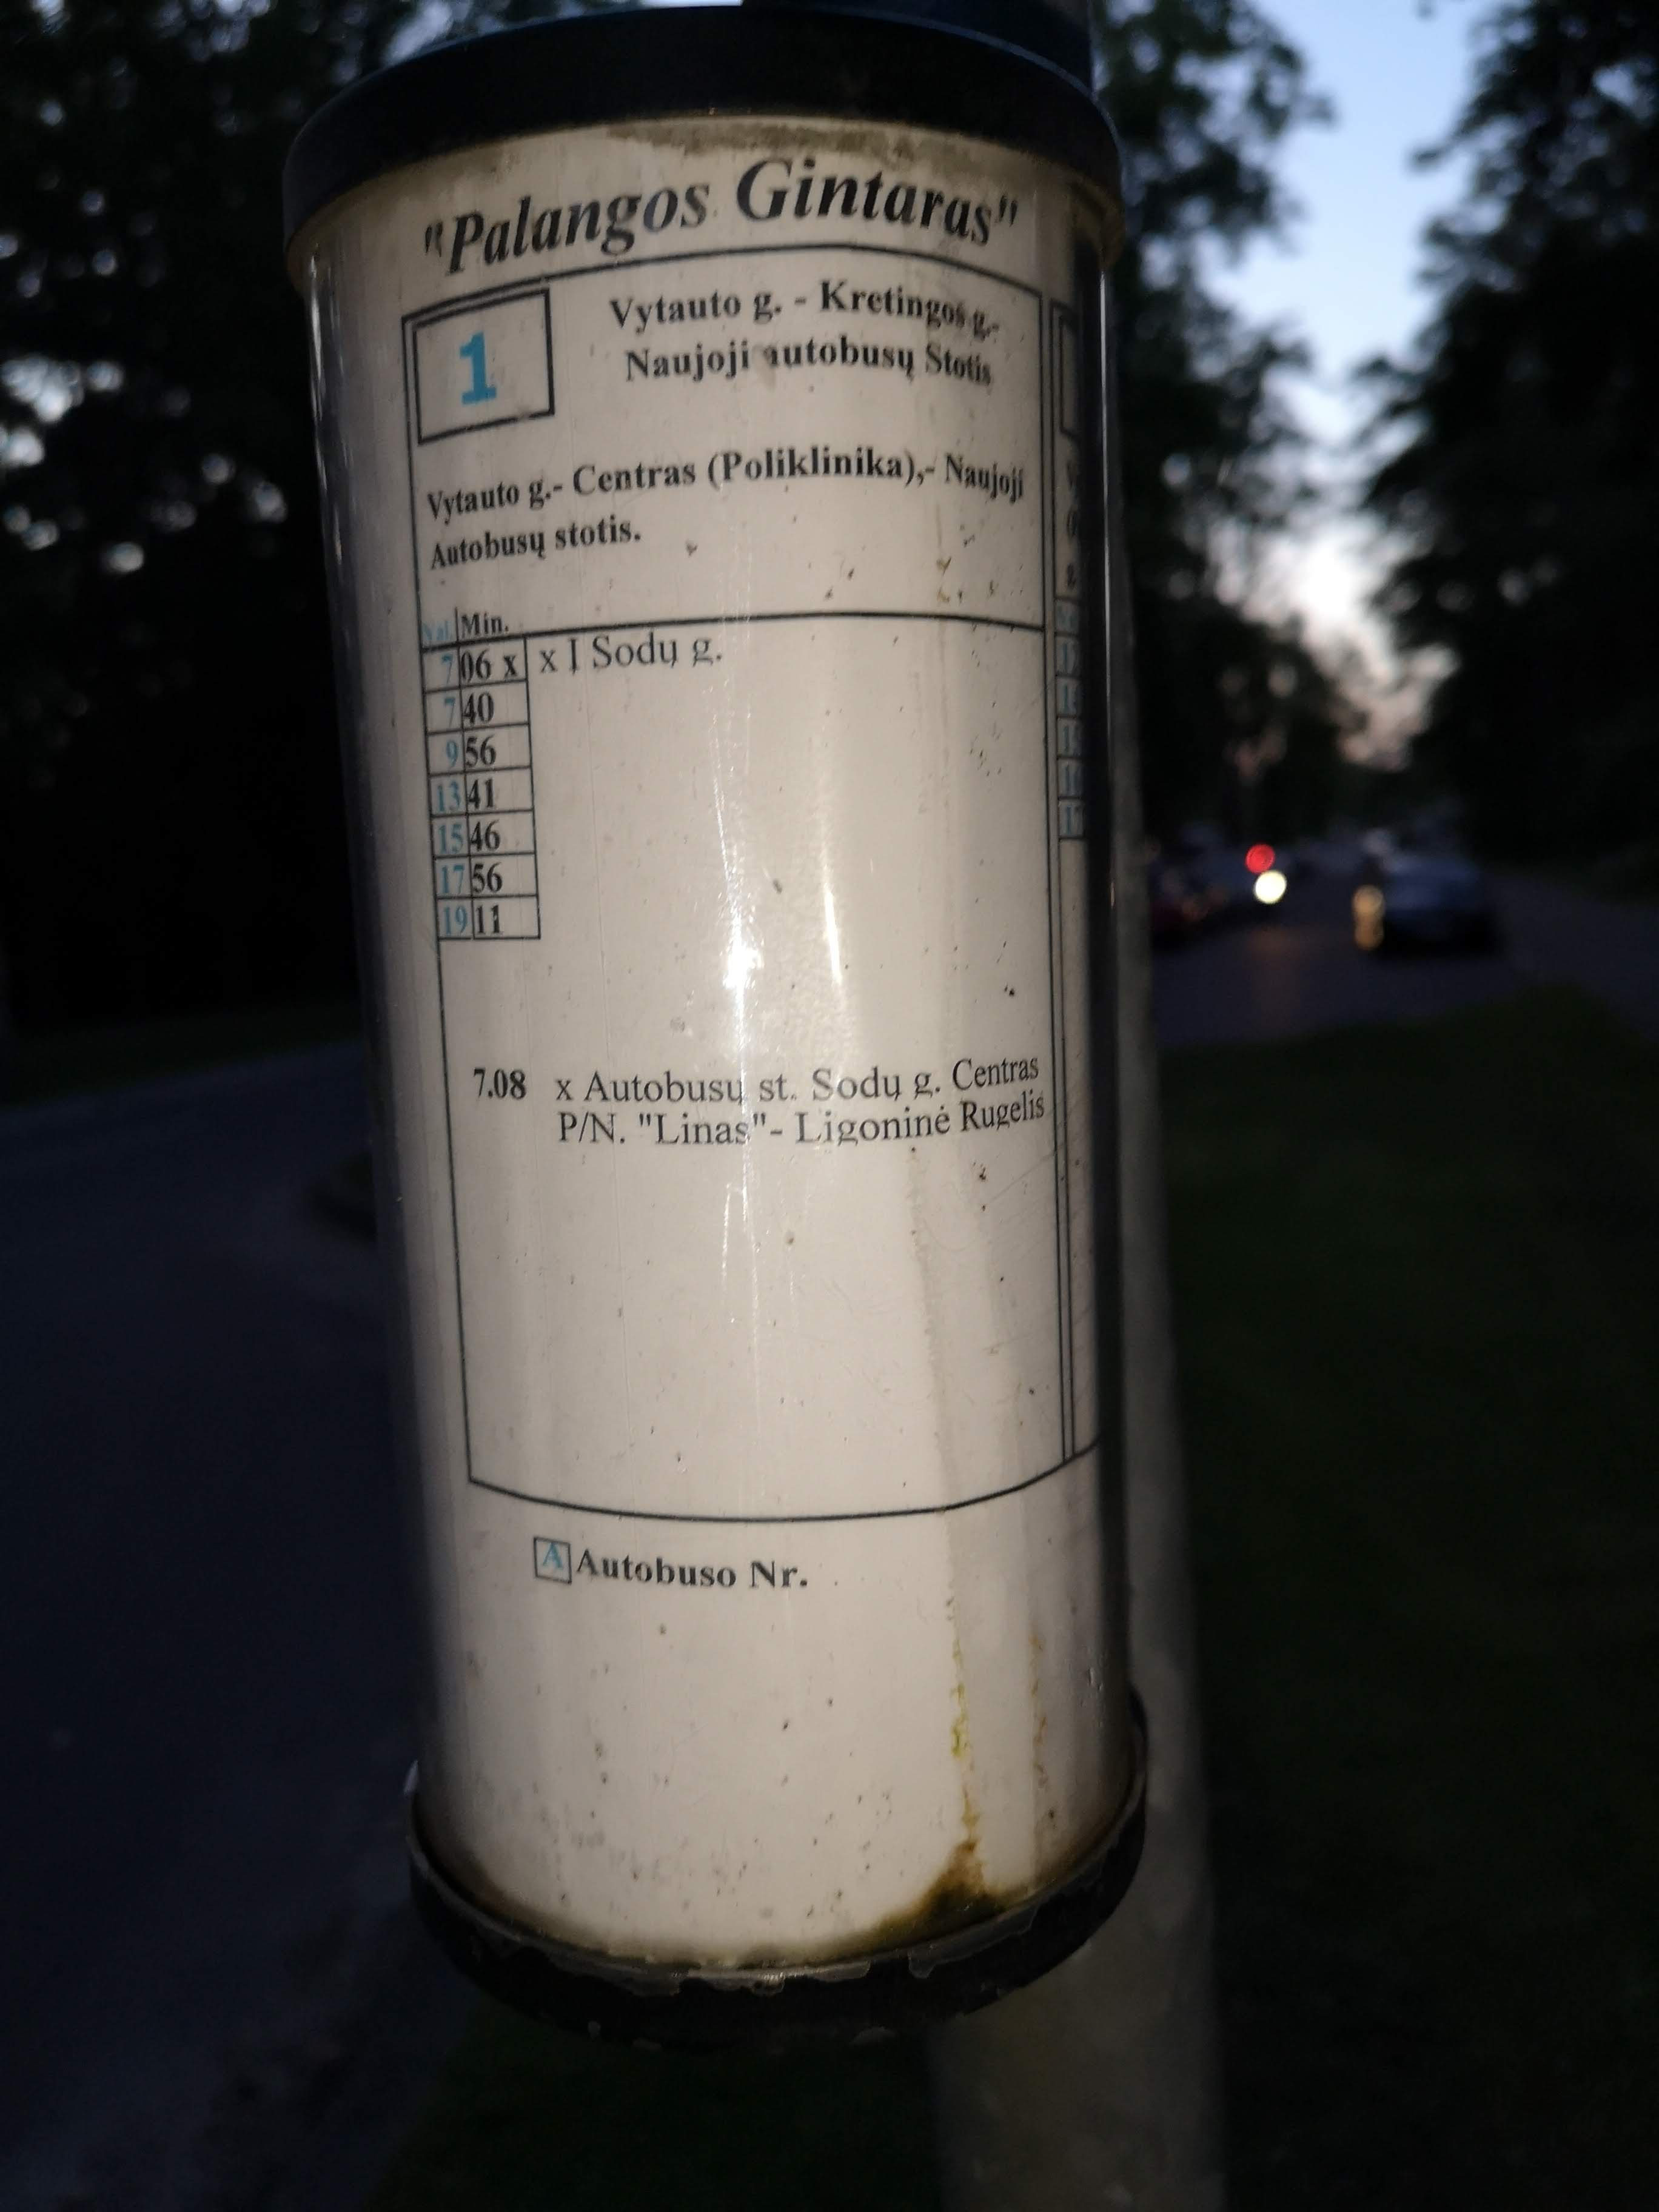 "Palangos Gintaras"
1
Vytauto g. - Kretingos g.-
Naujoji autobusų Stotis
Vytauto g.- Centras (Poliklinika),- Naujoji
Autobusų stotis.
Val. Min.
7 06 x x Į Sodų g.
7 40
9 56
13 41
15 46
17 56
19 11
7.08 x Autobusų st. Sodų g. Centras
P/N. "Linas"- Ligoninė Rugelis
A Autobuso Nr.